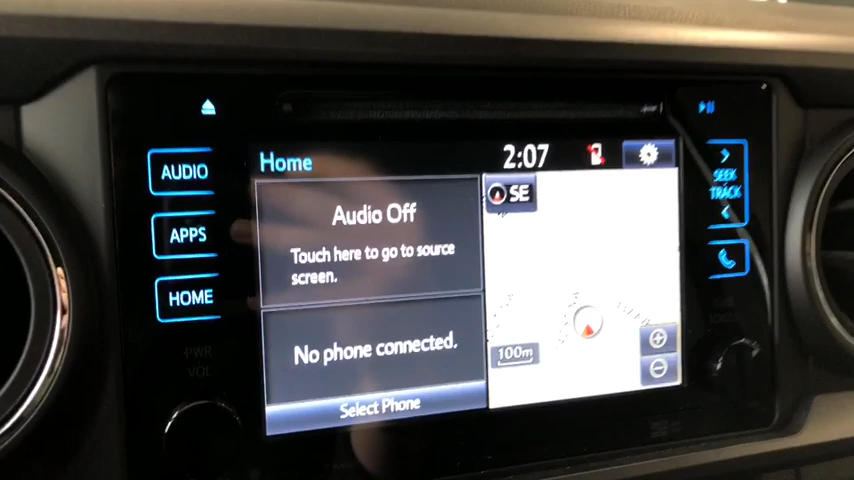 AUDIO
APPS
HOME
PWR
VOL
Home
2:07
Audio Off
Touch here to go to source
screen.
No phone connected.
Select Phone
SE
100m
SEEK
TRACK